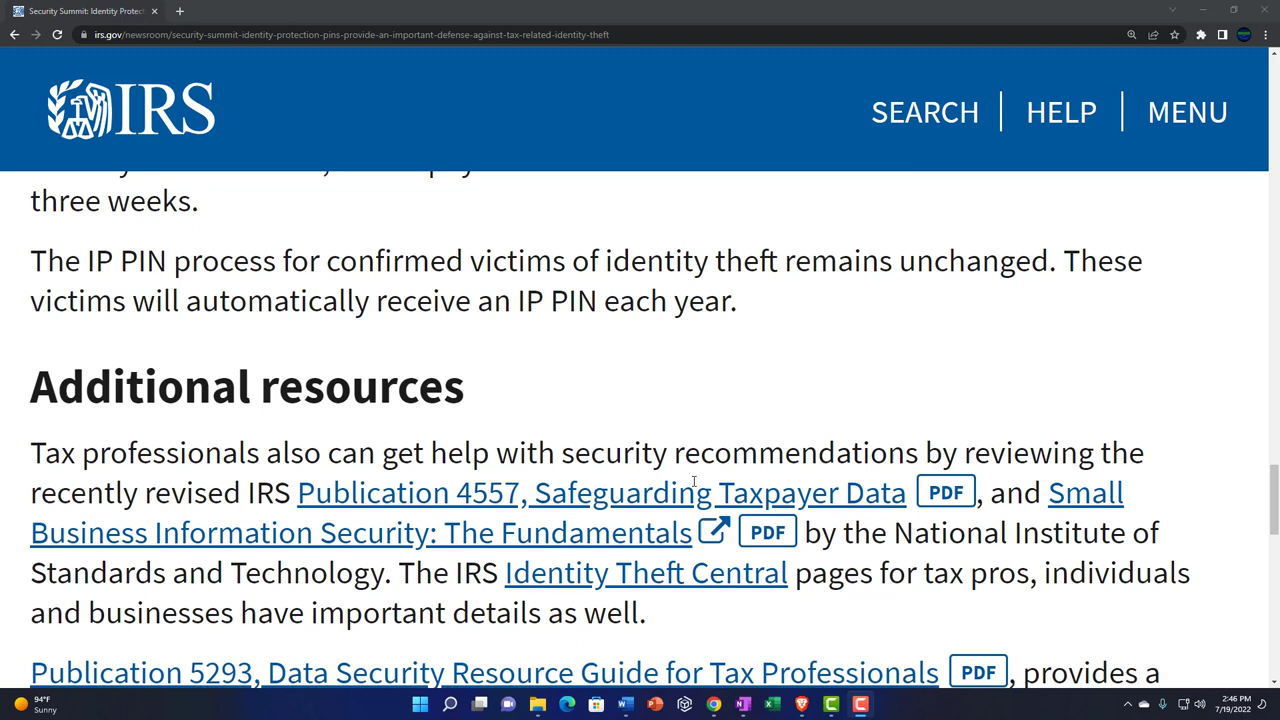 Security Summit: Identity Protec
irs.gov/newsroom/security-summit-identity-protection-pins-provide-an-important-defense-against-tax-related-identity-theft
IRS
SEARCH
HELP
MENU
three weeks.
The IP PIN process for confirmed victims of identity theft remains unchanged. These
victims will automatically receive an IP PIN each year.
Additional resources
Tax professionals also can get help with security recommendations by reviewing the
recently revised IRS Publication 4557, Safeguarding Taxpayer Data PDF , and Small
Business Information Security: The Fundamentals PDF by the National Institute of
Standards and Technology. The IRS Identity Theft Central pages for tax pros, individuals
and businesses have important details as well.
Publication 5293, Data Security Resource Guide for Tax Professionals PDF , provides a
94°F
Sunny
2:46 PM
7/19/2022